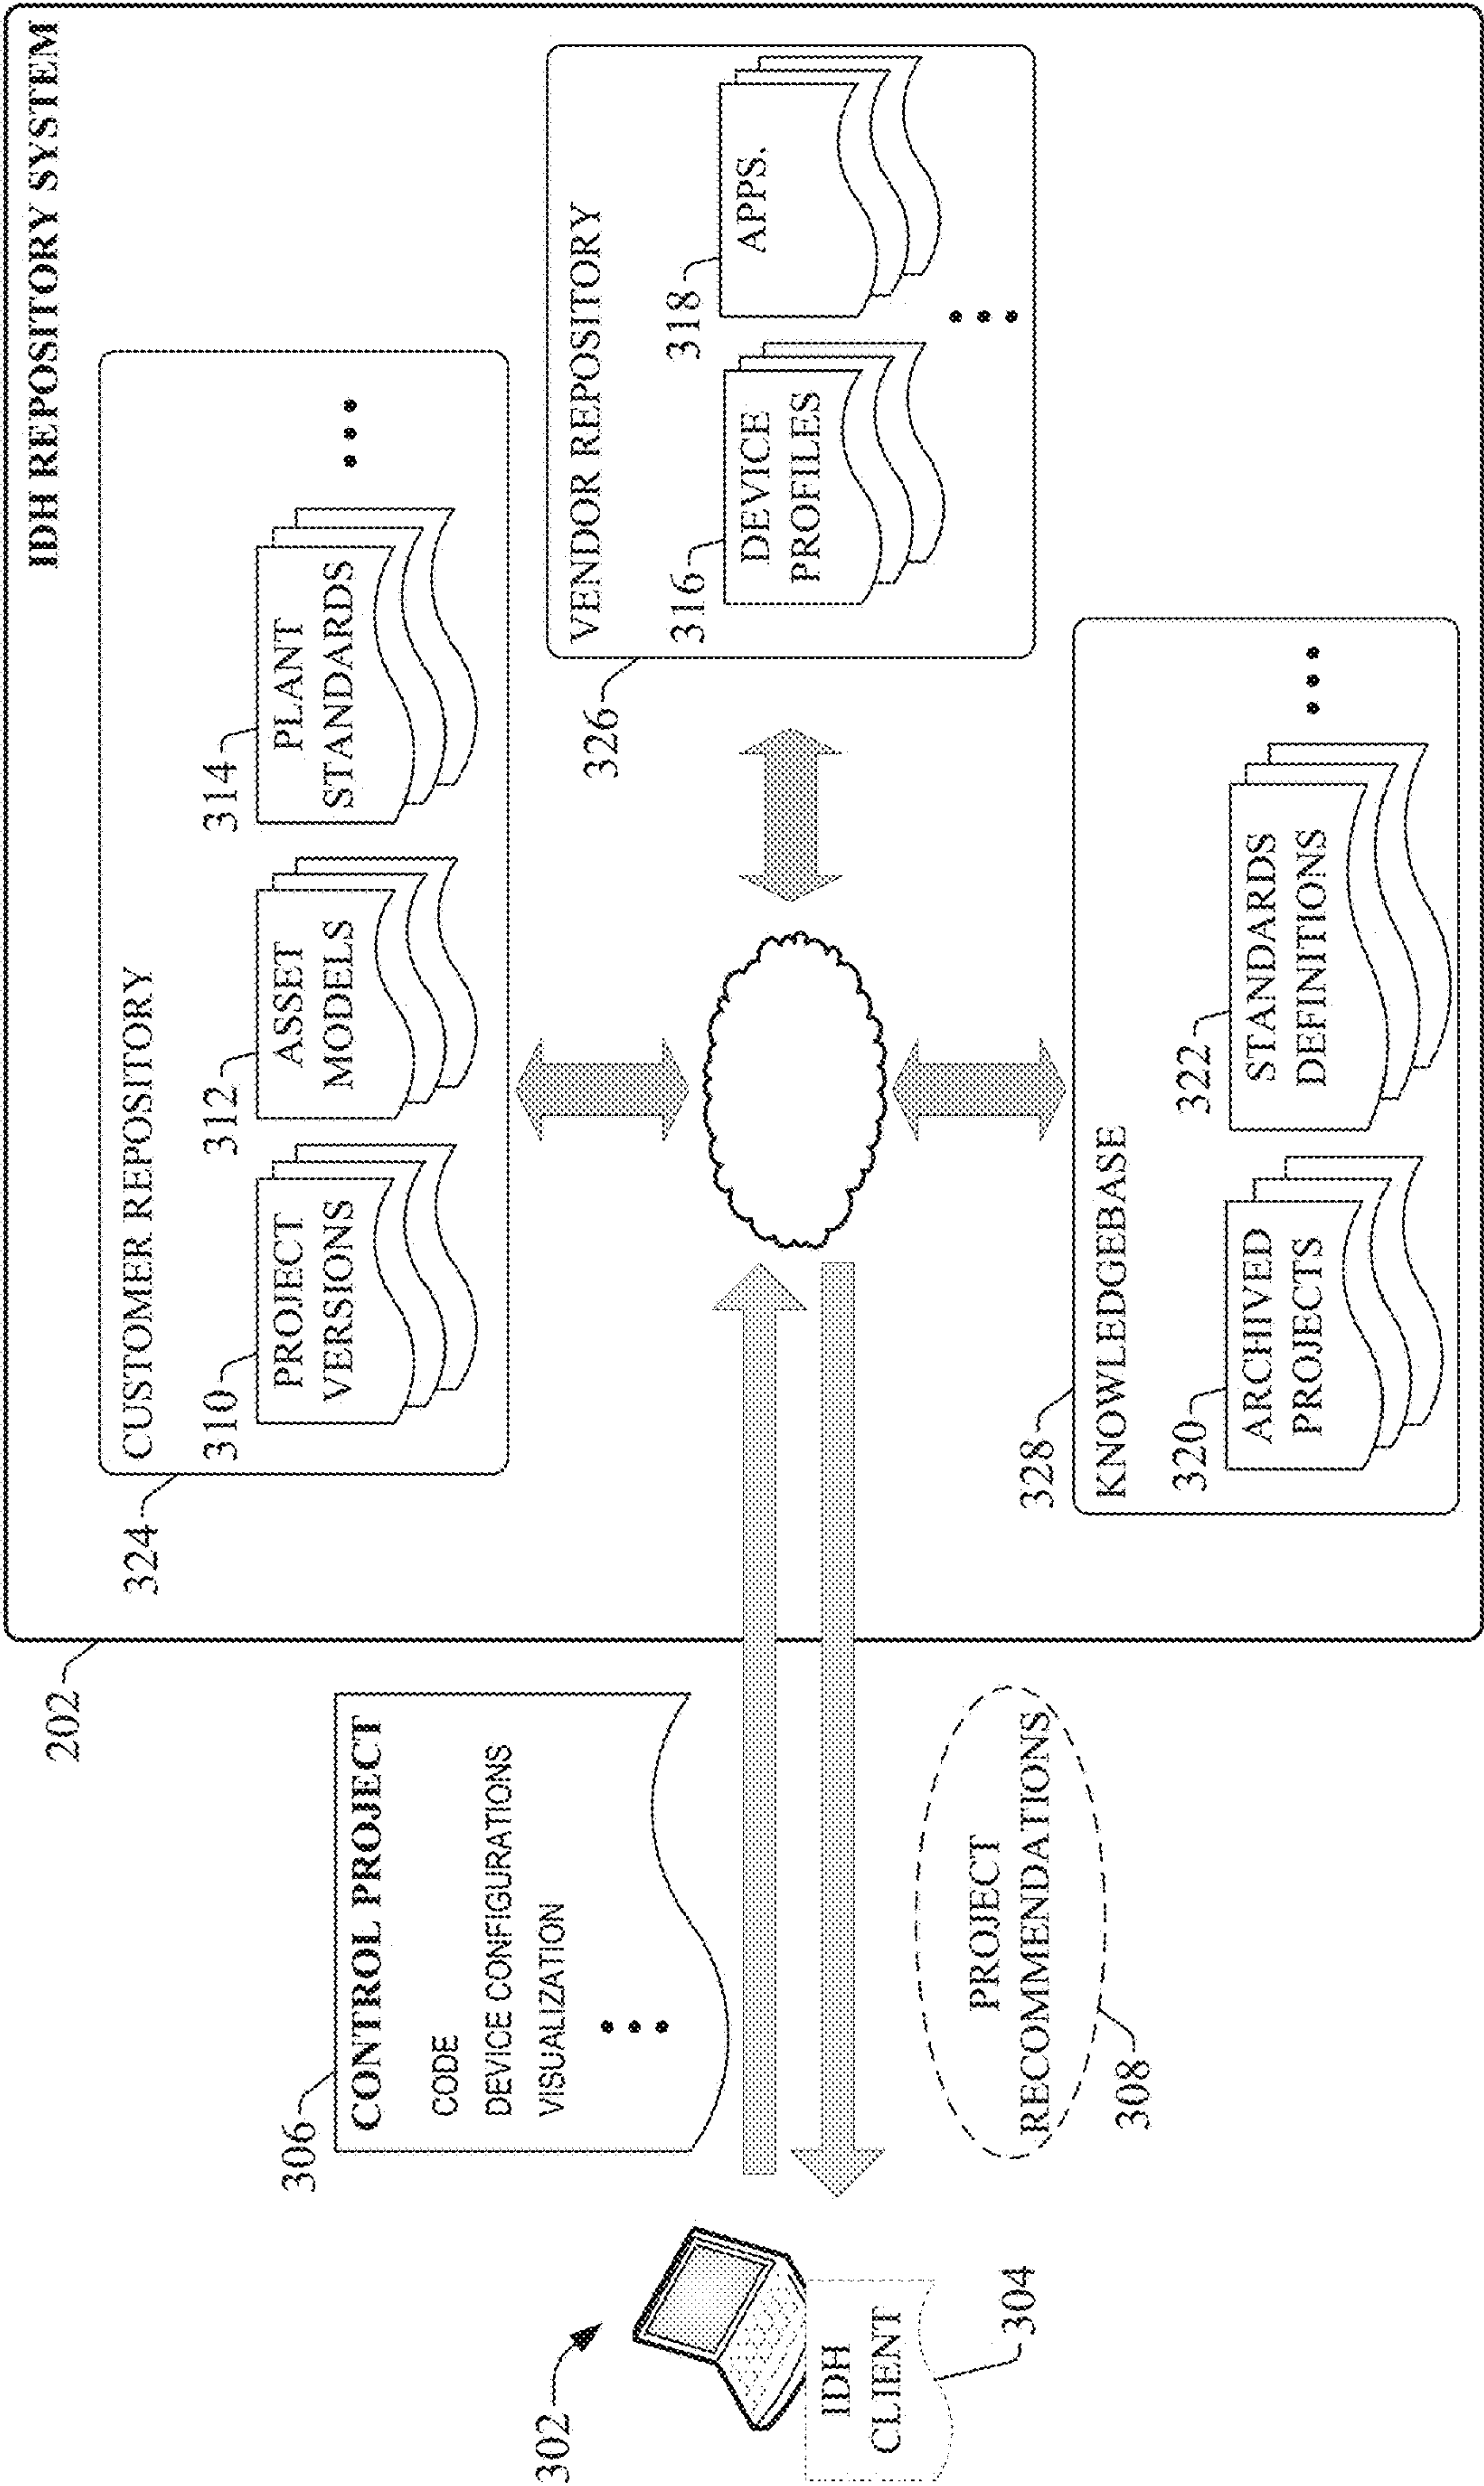 IDH REPOSITORY SYSTEM
202
324
CUSTOMER REPOSITORY
310
PROJECT
VERSIONS
312
ASSET
MODELS
314
PLANT
STANDARDS
326
VENDOR REPOSITORY
316
DEVICE
PROFILES
318
APPS.
328
KNOWLEDGEBASE
320
ARCHIVED
PROJECTS
322
STANDARDS
DEFINITIONS
306
CONTROL PROJECT
CODE
DEVICE CONFIGURATIONS
VISUALIZATION
302
IDH
CLIENT
304
PROJECT
RECOMMENDATIONS
308